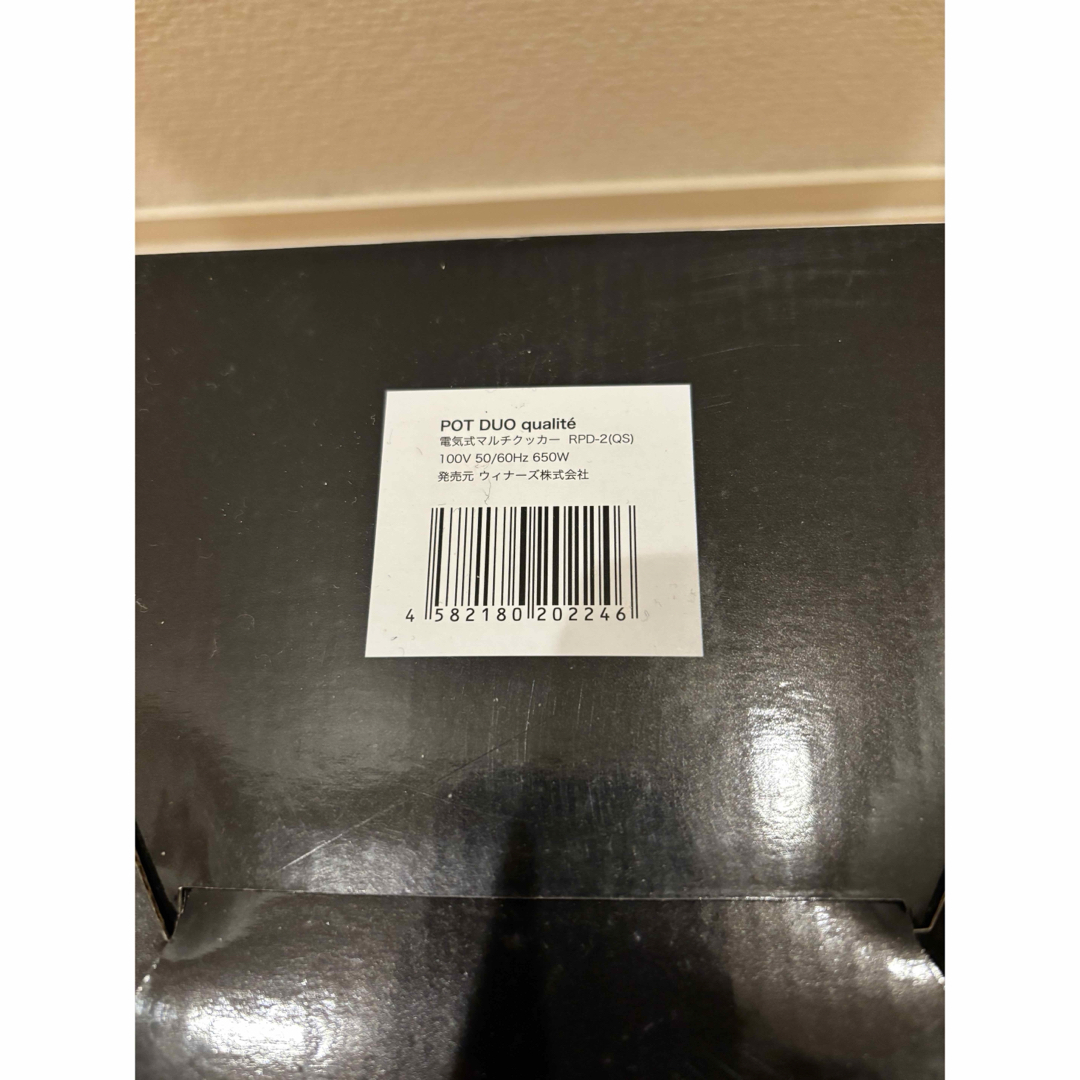 POT DUO qualité
電気式マルチクッカー RPD-2(QS)
100V 50/60Hz 650W
発売元 ウィナーズ株式会社
4 582180 202246